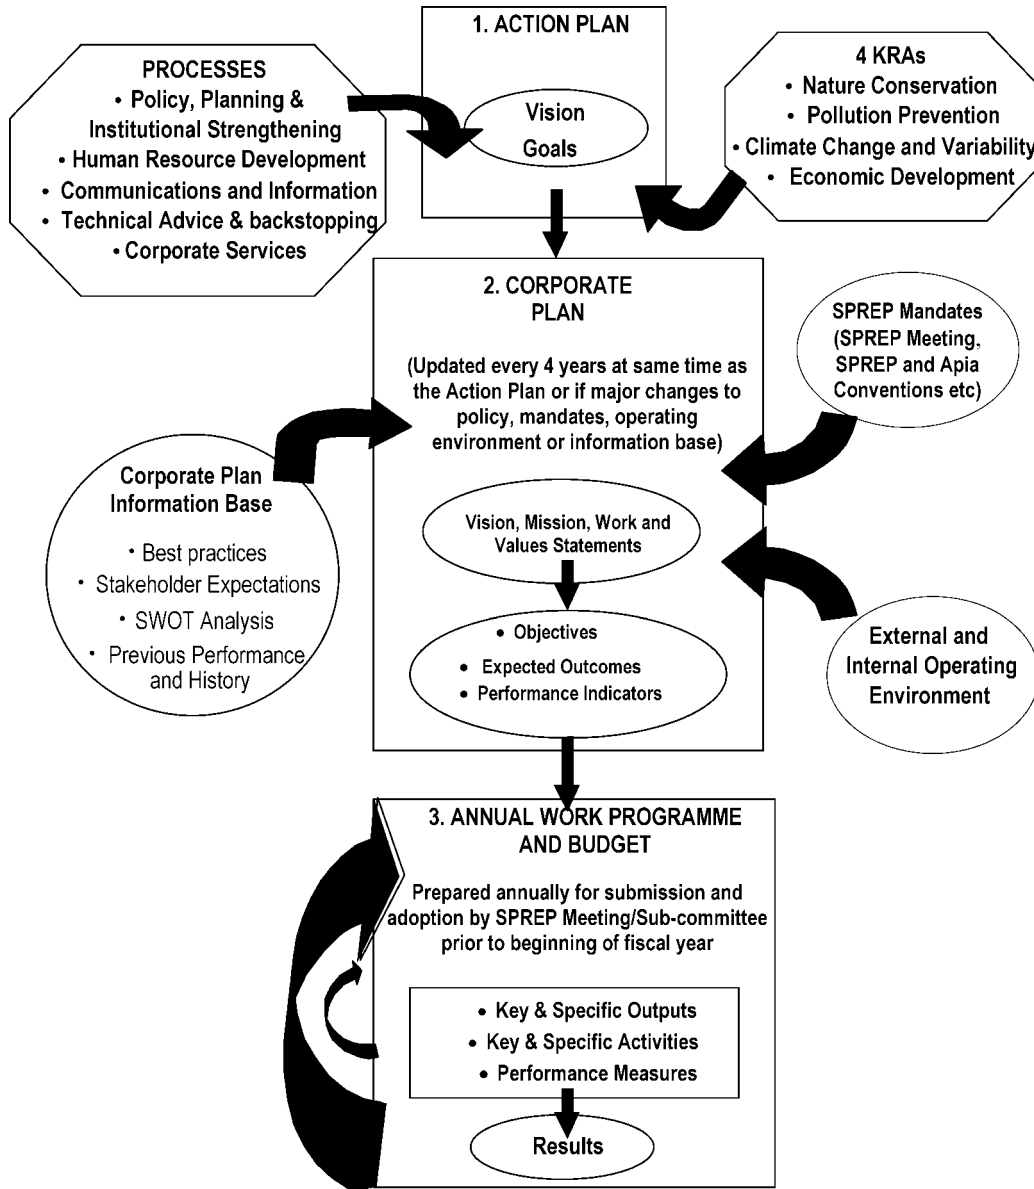 1. ACTION PLAN
Vision
Goals
PROCESSES
• Policy, Planning &
Institutional Strengthening
• Human Resource Development
• Communications and Information
• Technical Advice & backstopping
• Corporate Services
4 KRAs
• Nature Conservation
• Pollution Prevention
• Climate Change and Variability
• Economic Development
2. CORPORATE
PLAN
(Updated every 4 years at same time as
the Action Plan or if major changes to
policy, mandates, operating
environment or information base)
SPREP Mandates
(SPREP Meeting,
SPREP and Apia
Conventions etc)
Corporate Plan
Information Base
• Best practices
• Stakeholder Expectations
• SWOT Analysis
• Previous Performance
and History
Vision, Mission, Work and
Values Statements
• Objectives
• Expected Outcomes
• Performance Indicators
External and
Internal Operating
Environment
3. ANNUAL WORK PROGRAMME
AND BUDGET
Prepared annually for submission and
adoption by SPREP Meeting/Sub-committee
prior to beginning of fiscal year
• Key & Specific Outputs
• Key & Specific Activities
• Performance Measures
Results